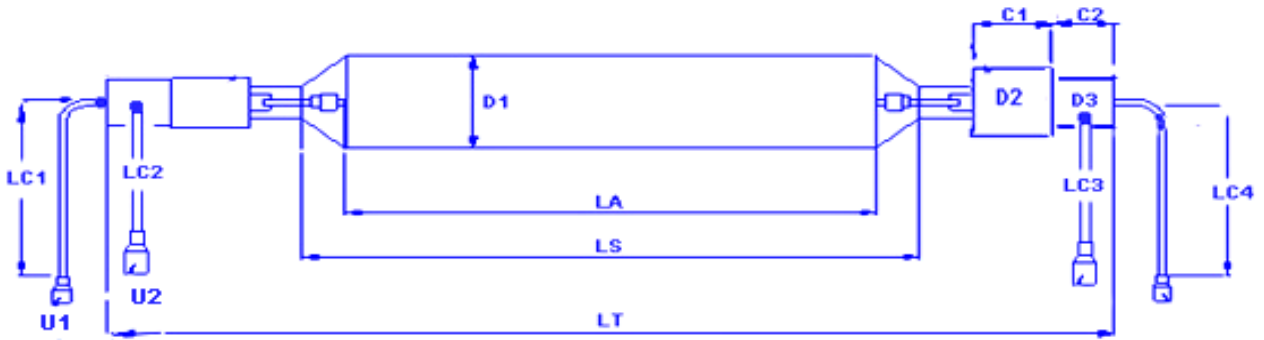 C1 C2
D1 D2 D3
LC1 LC2 LC3 LC4
LA
LS
U2
U1 LT